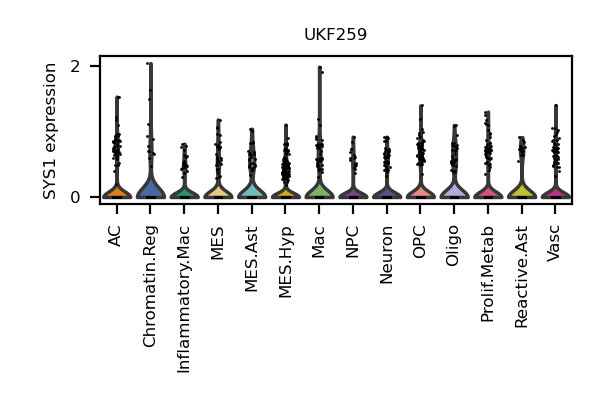 UKF259
SYS1 expression
2
0
AC
Chromatin.Reg
Inflammatory.Mac
MES
MES.Ast
MES.Hyp
Mac
NPC
Neuron
OPC
Oligo
Prolif.Metab
Reactive.Ast
Vasc